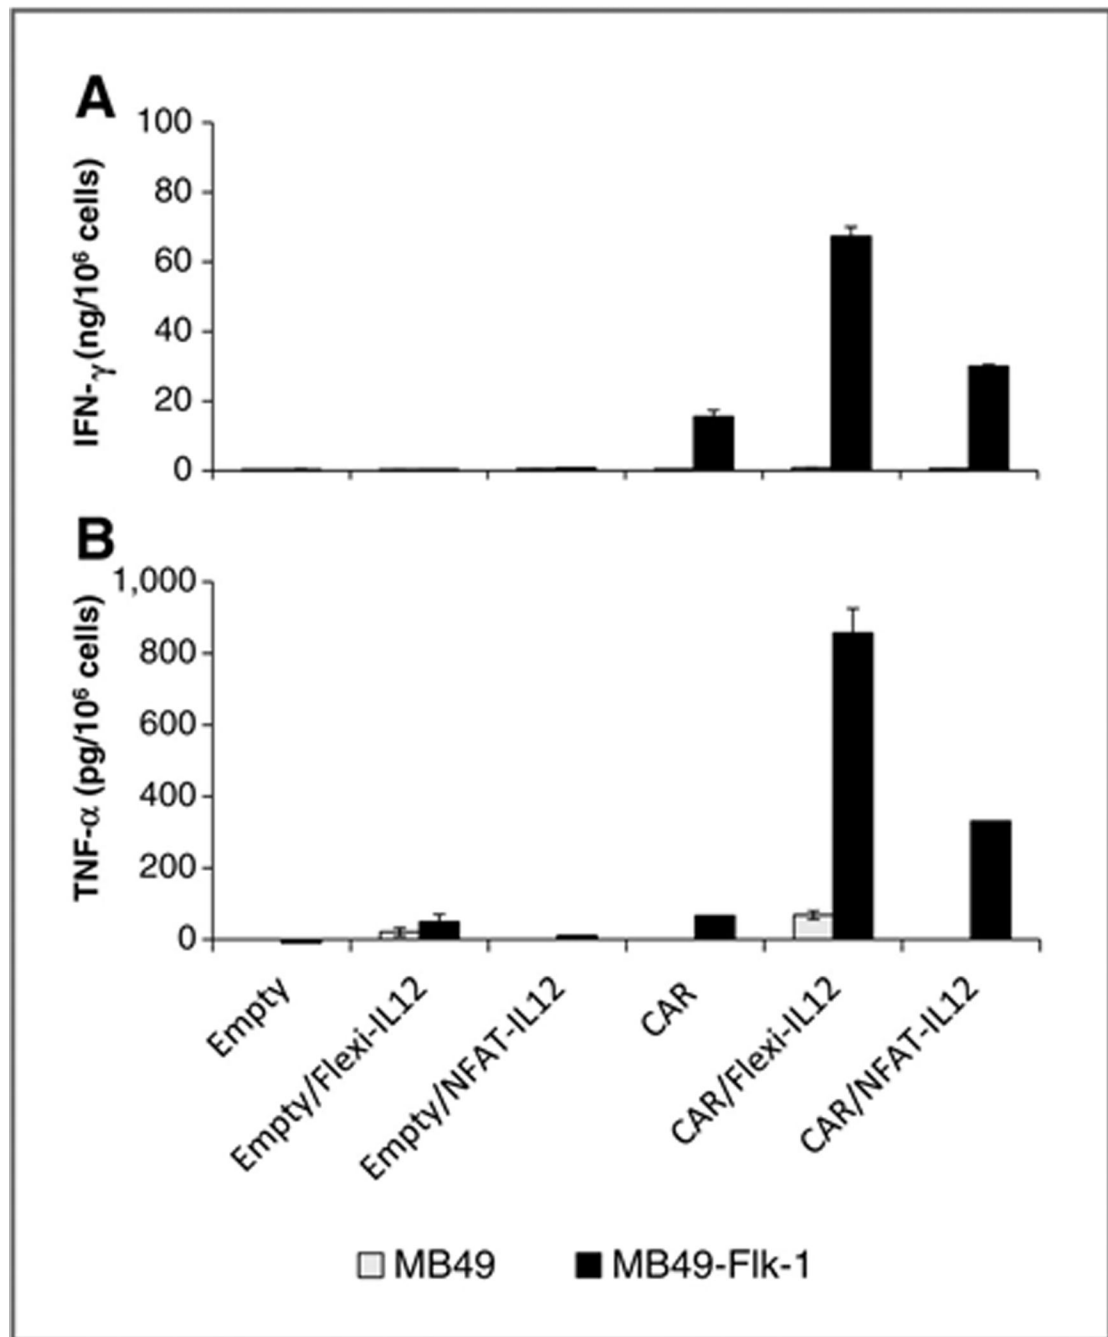 A
IFN-γ (ng/10⁶ cells)
100
80
60
40
20
0
B
TNF-α (pg/10⁶ cells)
1,000
800
600
400
200
0
Empty
Empty/Flexi-IL12
Empty/NFAT-IL12
CAR
CAR/Flexi-IL12
CAR/NFAT-IL12
MB49 MB49-Flk-1